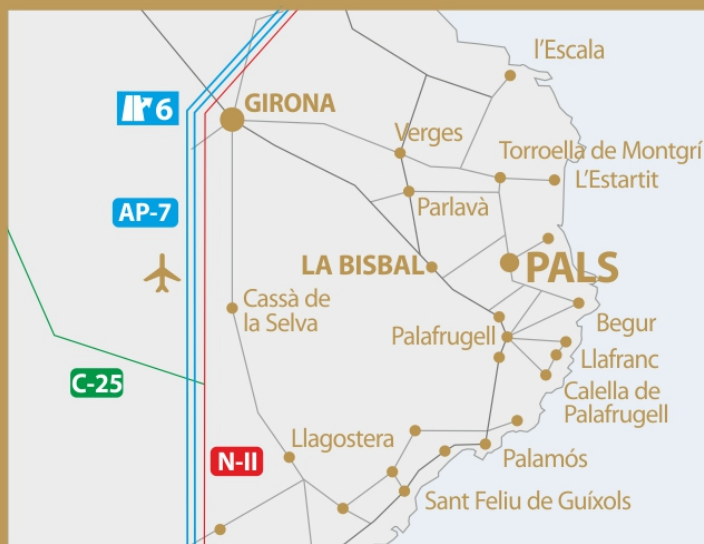 l'Escala
6
GIRONA
Verges
Torroella de Montgrí
L'Estartit
AP-7
Parlavà
LA BISBAL
PALS
Cassà de
la Selva
Begur
Palafrugell
Llafranc
C-25
Calella de
Palafrugell
Llagostera
N-II
Palamós
Sant Feliu de Guíxols